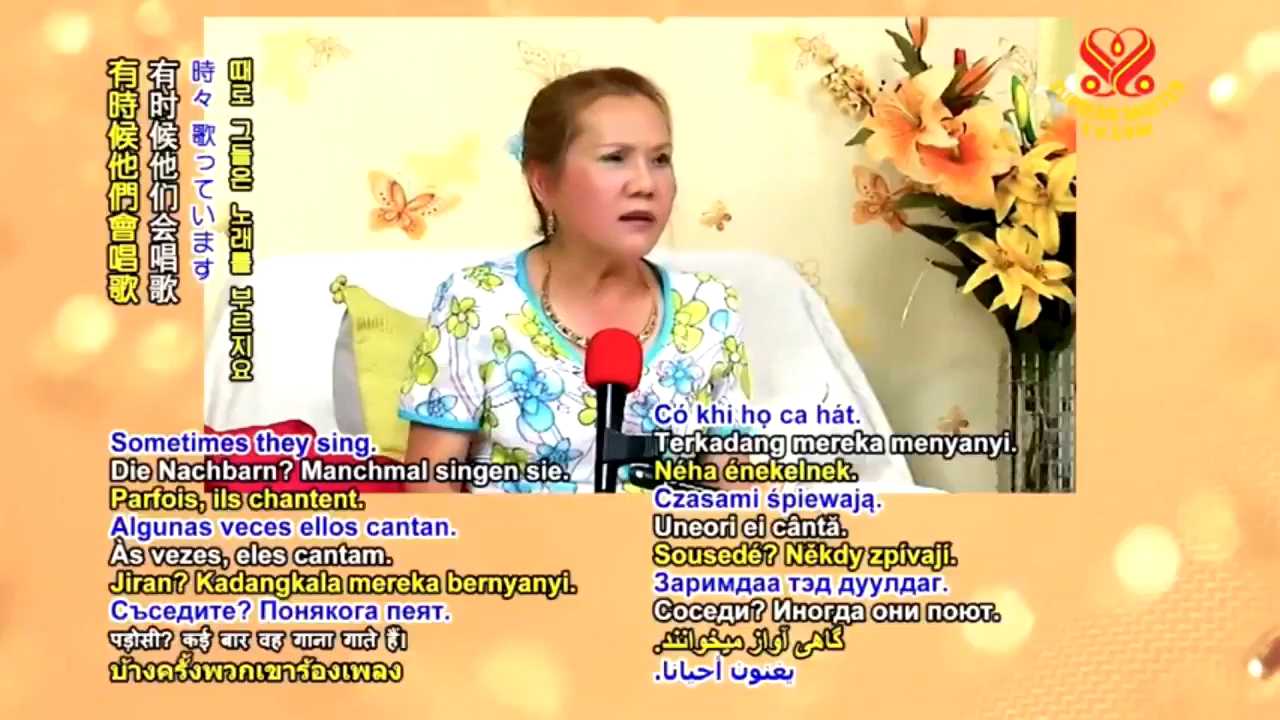 有時候他們會唱歌
有时候他们会唱歌
時々 歌っています
때로 그들은 노래를 부르지요
SUPREME MASTER
TV.COM
Sometimes they sing.
Die Nachbarn? Manchmal singen sie.
Parfois, ils chantent.
Algunas veces ellos cantan.
Às vezes, eles cantam.
Jiran? Kadangkala mereka bernyanyi.
Съседите? Понякога пеят.
पड़ोसी? कई बार वह गाना गाते हैं।
บ้างครั้งพวกเขาร้องเพลง
Có khi họ ca hát.
Terkadang mereka menyanyi.
Néha énekelnek.
Czasami śpiewają.
Uneori ei cântă.
Sousedé? Někdy zpívají.
Заримдаа тэд дуулдаг.
Соседи? Иногда они поют.
گاهی آواز میخوانند.
يغنون أحيانا.